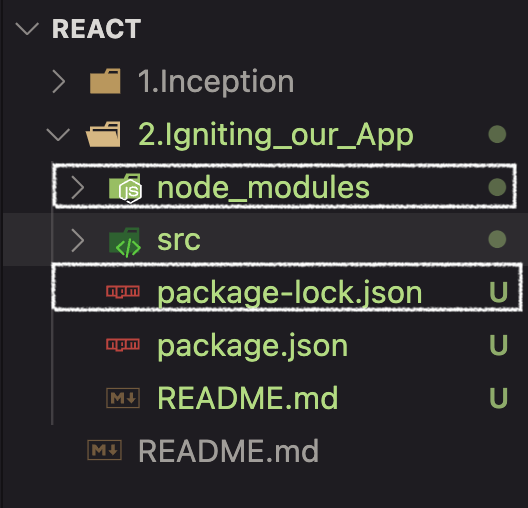 REACT
1.Inception
2.Igniting_our_App
node_modules
src
package-lock.json U
package.json U
README.md U
README.md